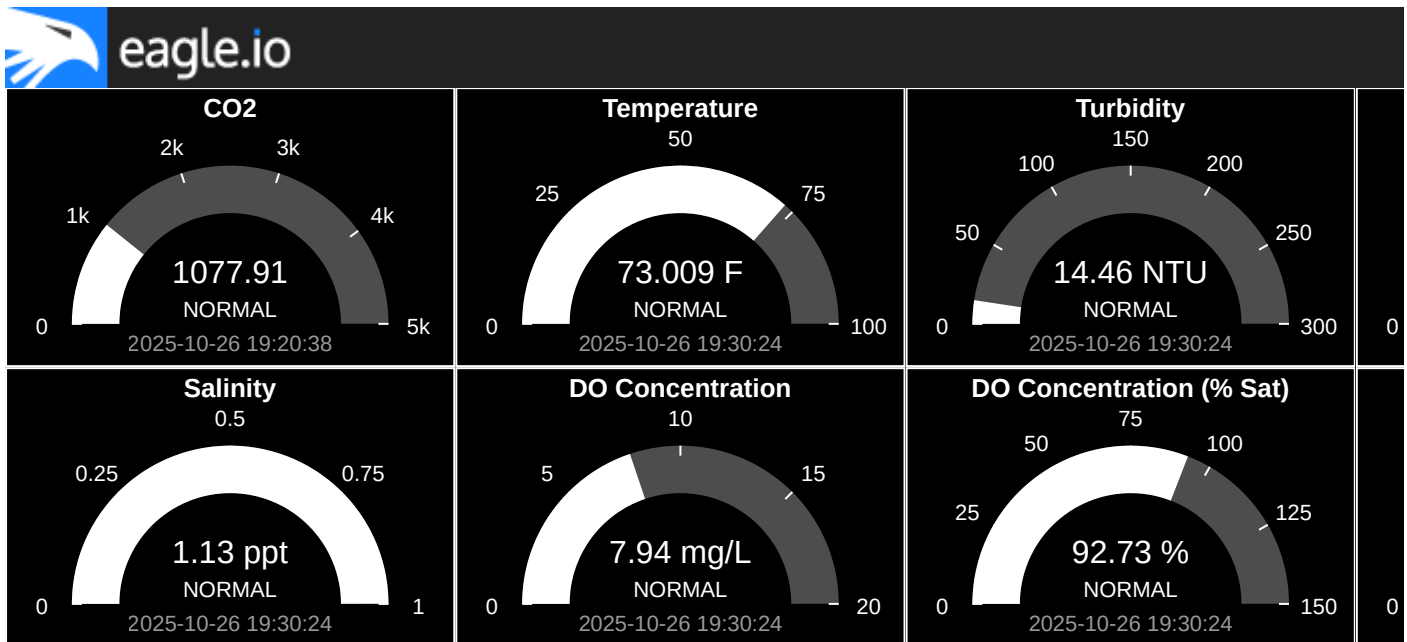 eagle.io
CO2
2k
3k
1k
4k
1077.91
NORMAL
0
5k
2025-10-26 19:20:38
Temperature
50
25
75
73.009 F
NORMAL
0
100
2025-10-26 19:30:24
Turbidity
150
100
200
50
250
14.46 NTU
NORMAL
0
300
2025-10-26 19:30:24
0
Salinity
0.5
0.25
0.75
1.13 ppt
NORMAL
0
1
2025-10-26 19:30:24
DO Concentration
10
5
15
7.94 mg/L
NORMAL
0
20
2025-10-26 19:30:24
DO Concentration (% Sat)
75
50
100
25
125
92.73 %
NORMAL
0
150
2025-10-26 19:30:24
0